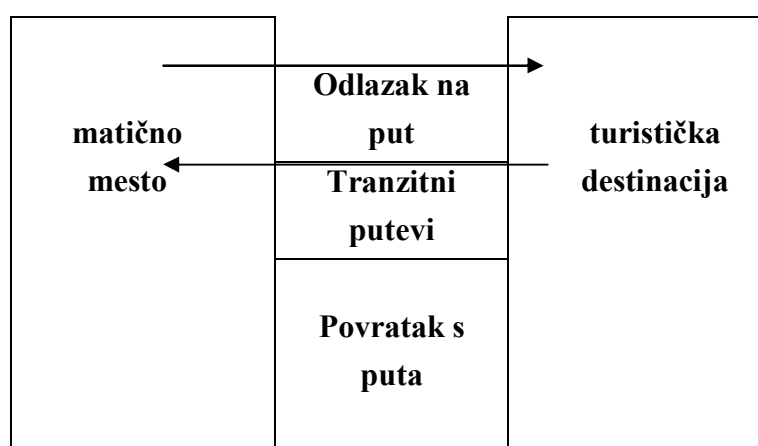 matično
mesto
Odlazak na
put
Tranzitni
putevi
Povratak s
puta
turistička
destinacija